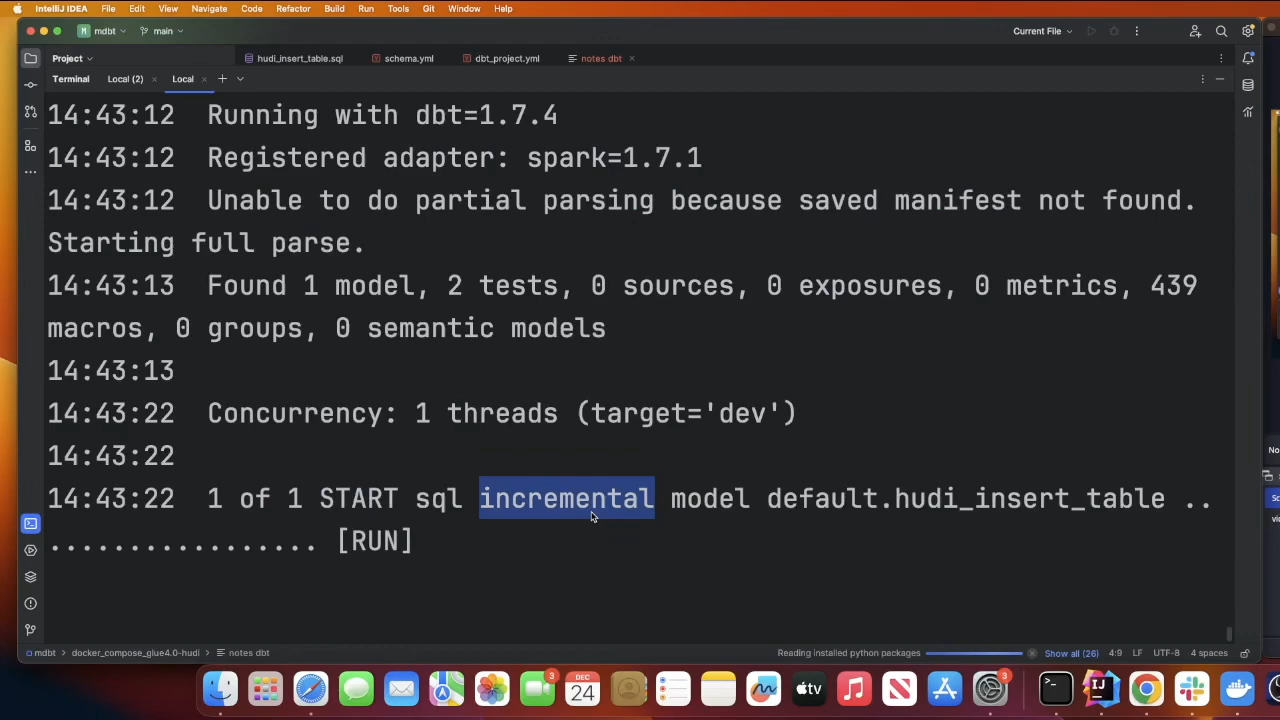 IntelliJ IDEA File Edit View Navigate Code Refactor Build Run Tools Git Window Help
M mdbt main Current File
Project hudi_insert_table.sql schema.yml dbt_project.yml notes dbt
Terminal Local (2) Local
14:43:12 Running with dbt=1.7.4
14:43:12 Registered adapter: spark=1.7.1
14:43:12 Unable to do partial parsing because saved manifest not found.
Starting full parse.
14:43:13 Found 1 model, 2 tests, 0 sources, 0 exposures, 0 metrics, 439
macros, 0 groups, 0 semantic models
14:43:13
14:43:22 Concurrency: 1 threads (target='dev')
14:43:22
14:43:22 1 of 1 START sql incremental model default.hudi_insert_table ..
................. [RUN]
mdbt docker_compose_glue4.0-hudi notes dbt Reading installed python packages Show all (26) 4:9 LF UTF-8 4 spaces
3 DEC 24 tv 3 IJ